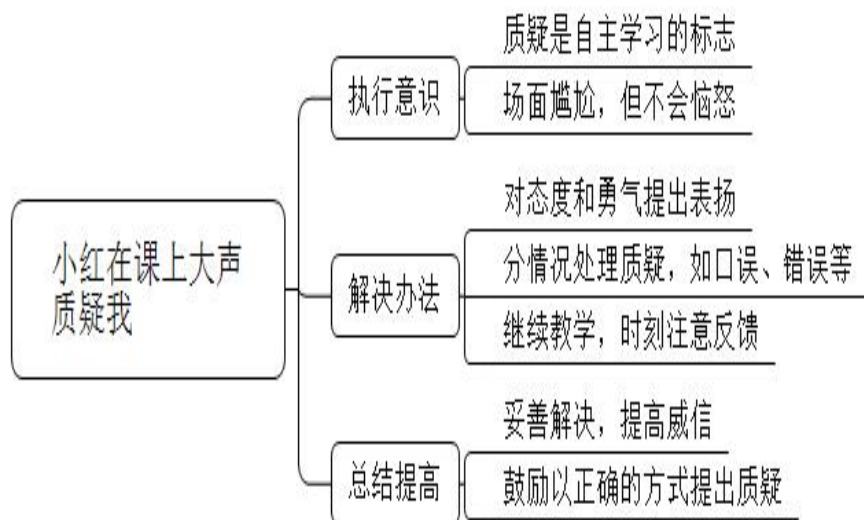 小红在课上大声
质疑我
执行意识
质疑是自主学习的标志
场面尴尬，但不会恼怒
解决办法
对态度和勇气提出表扬
分情况处理质疑，如口误、错误等
继续教学，时刻注意反馈
总结提高
妥善解决，提高威信
鼓励以正确的方式提出质疑